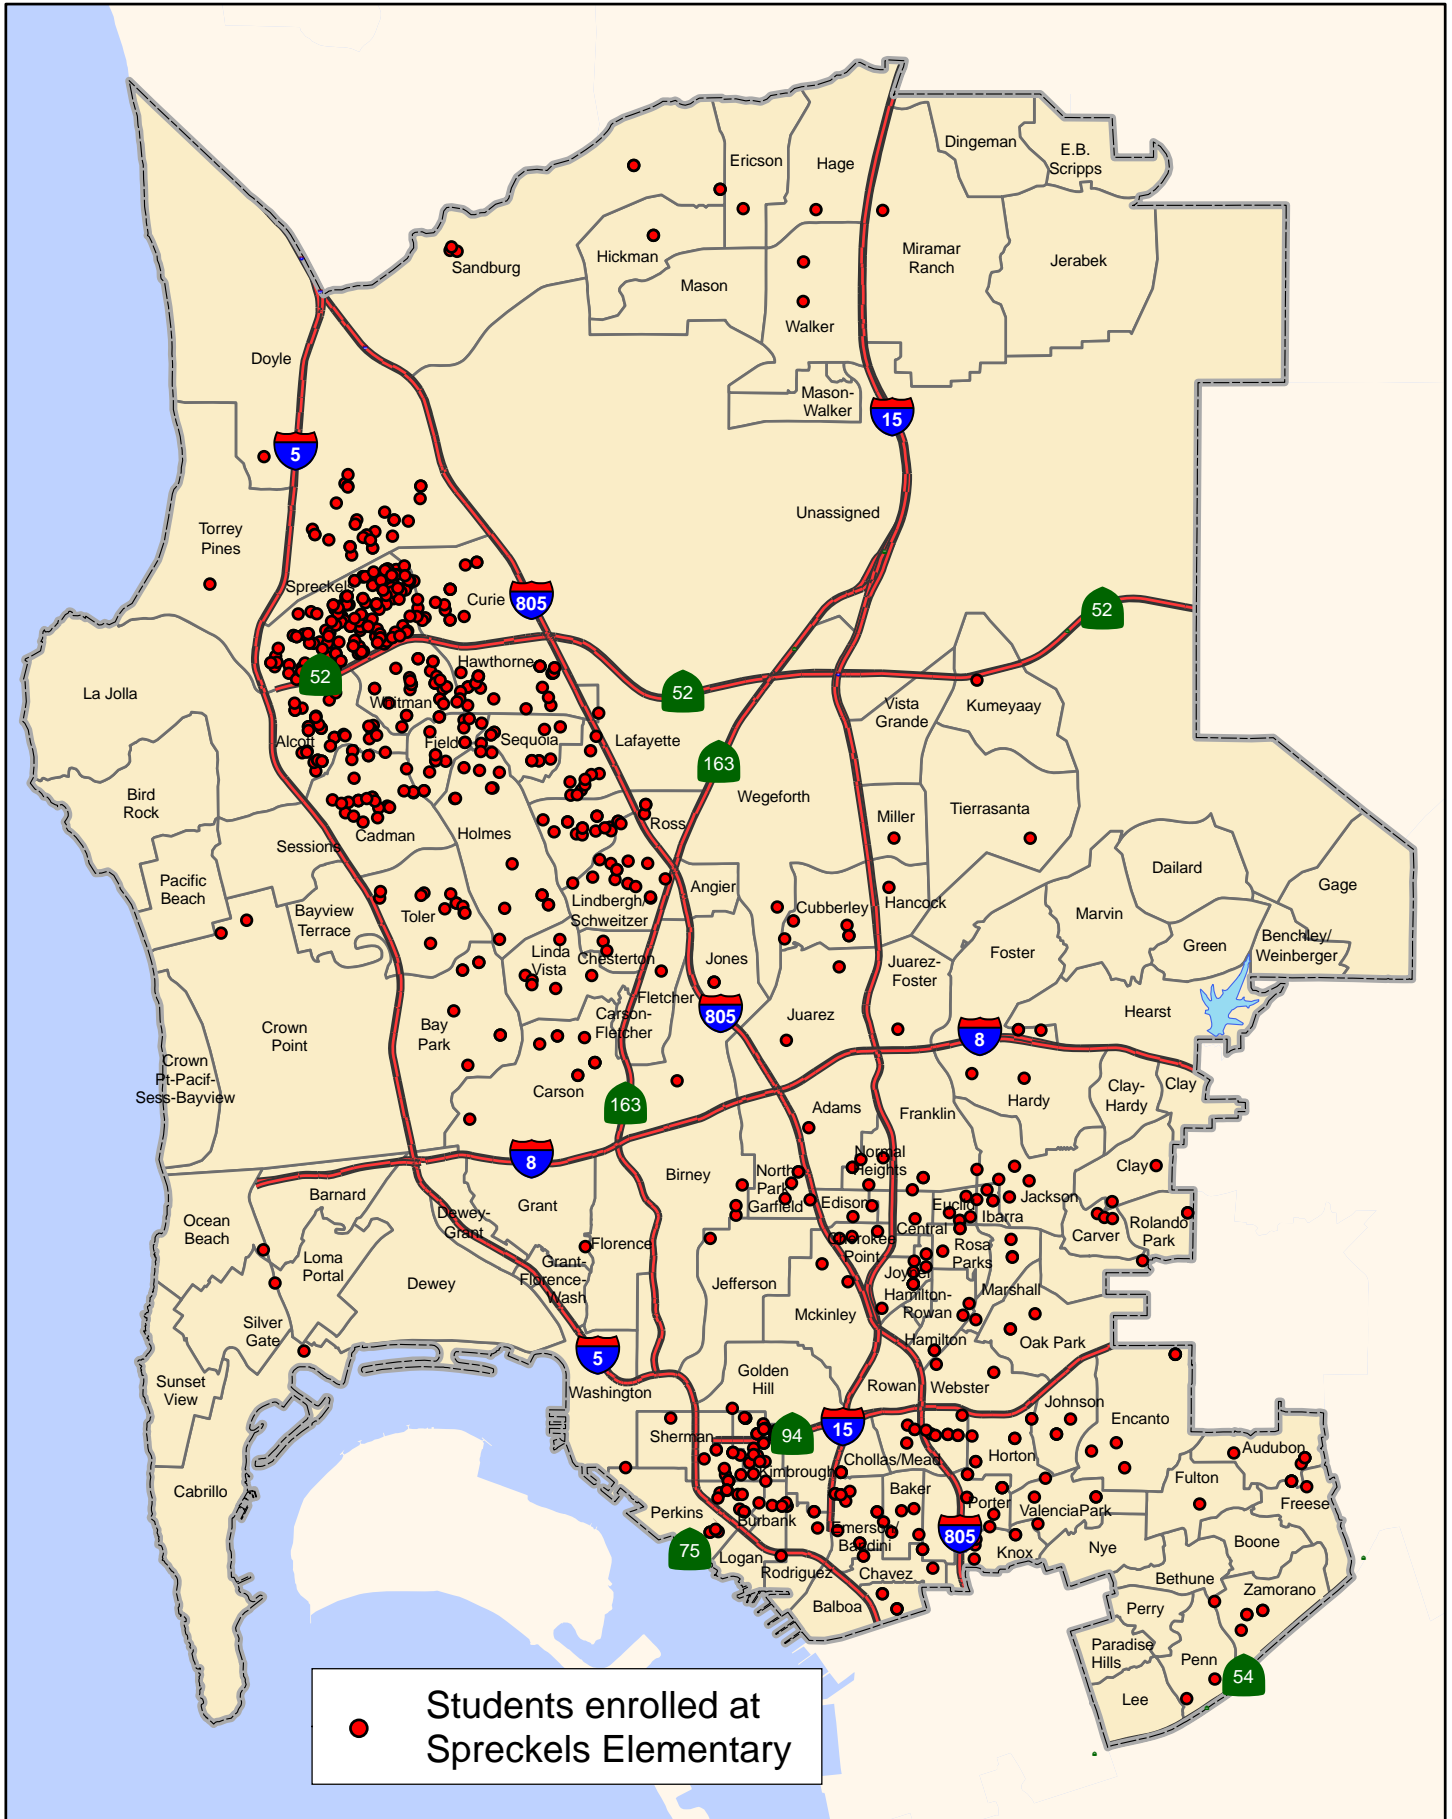 Dingeman
E.B.
Scripps
Ericson
Hage
Hickman
Sandburg
Mason
Miramar
Ranch
Jerabek
Walker
Doyle
Mason-
Walker
15
5
Unassigned
Torrey
Pines
Spreckels
Curie
805
52
Hawthorne
52
52
La Jolla
Whitman
Vista
Grande
Kumeyaay
Alcott
Field
Sequoia
Lafayette
163
Bird
Rock
Wegeforth
Tierrasanta
Miller
Ross
Cadman
Holmes
Sessions
Dailard
Pacific
Beach
Angier
Gage
Bayview
Terrace
Toler
Lindbergh/
Schweitzer
Cubberley
Hancock
Marvin
Green
Benchley/
Weinberger
Linda
Vista
Chesterton
Jones
Juarez-
Foster
Foster
Fletcher
Carson-
Fletcher
805
Juarez
Hearst
Crown
Point
Bay
Park
8
Crown
Pt-Pacif-
Sess-Bayview
Carson
163
Adams
Franklin
Hardy
Clay-
Hardy
Clay
8
Birney
North
Park
Normal
Heights
Clay
Barnard
Grant
Garfield
Edison
Euclid
Jackson
Ibarra
Ocean
Beach
Dewey-
Grant
Central
Carver
Rolando
Park
Florence
Cherokee
Point
Rosa
Parks
Loma
Portal
Grant-
Florence-
Wash
Dewey
Jefferson
Joyner
Marshall
Hamilton-
Rowan
Mckinley
Silver
Gate
Hamilton
Oak Park
5
Golden
Hill
Sunset
View
Washington
Rowan
Webster
Johnson
Encanto
Sherman
94
15
Audubon
Chollas/Mead
Horton
Kimbrough
Fulton
Cabrillo
Baker
Freese
Perkins
Porter
ValenciaPark
Burbank
Emerson/
Bandini
805
Boone
75
Logan
Knox
Nye
Rodriguez
Chavez
Bethune
Zamorano
Balboa
Perry
Paradise
Hills
Penn
54
Lee
Students enrolled at
Spreckels Elementary